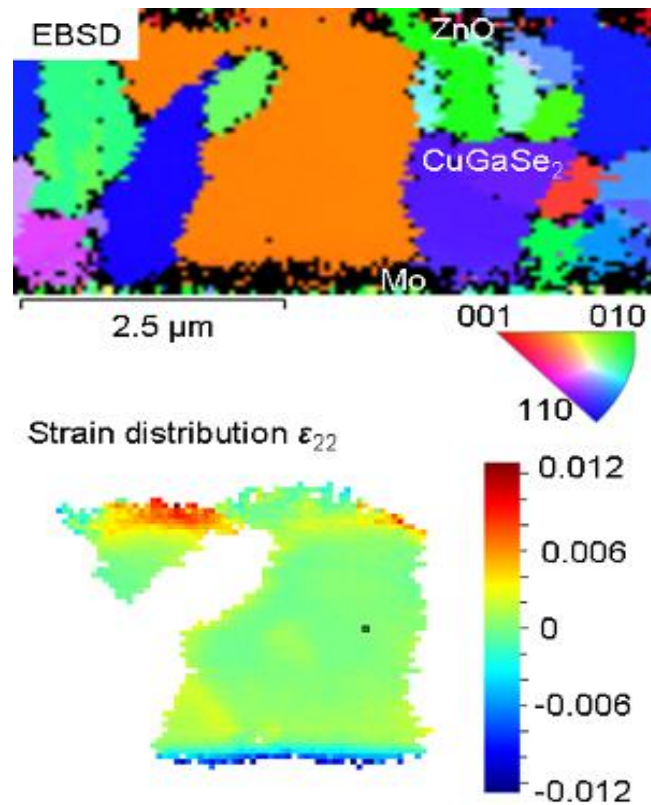 EBSD
ZnO
CuGaSe₂
Mo
2.5 μm
001 010
110
Strain distribution ε₂₂
0.012
0.006
0
-0.006
-0.012